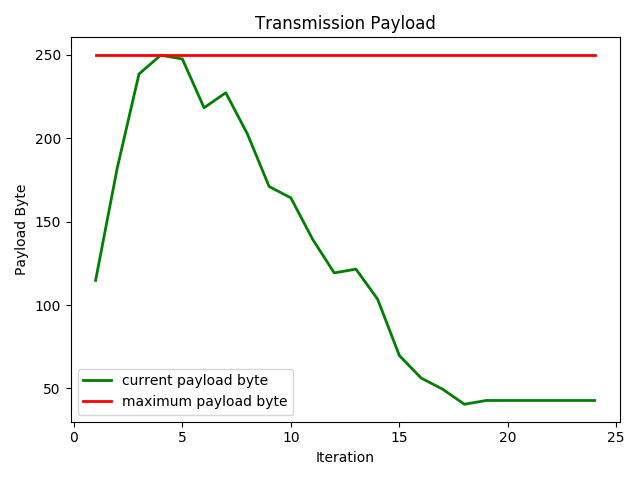 Transmission Payload
Payload Byte
250
200
150
100
50
current payload byte
maximum payload byte
0 5 10 15 20 25
Iteration